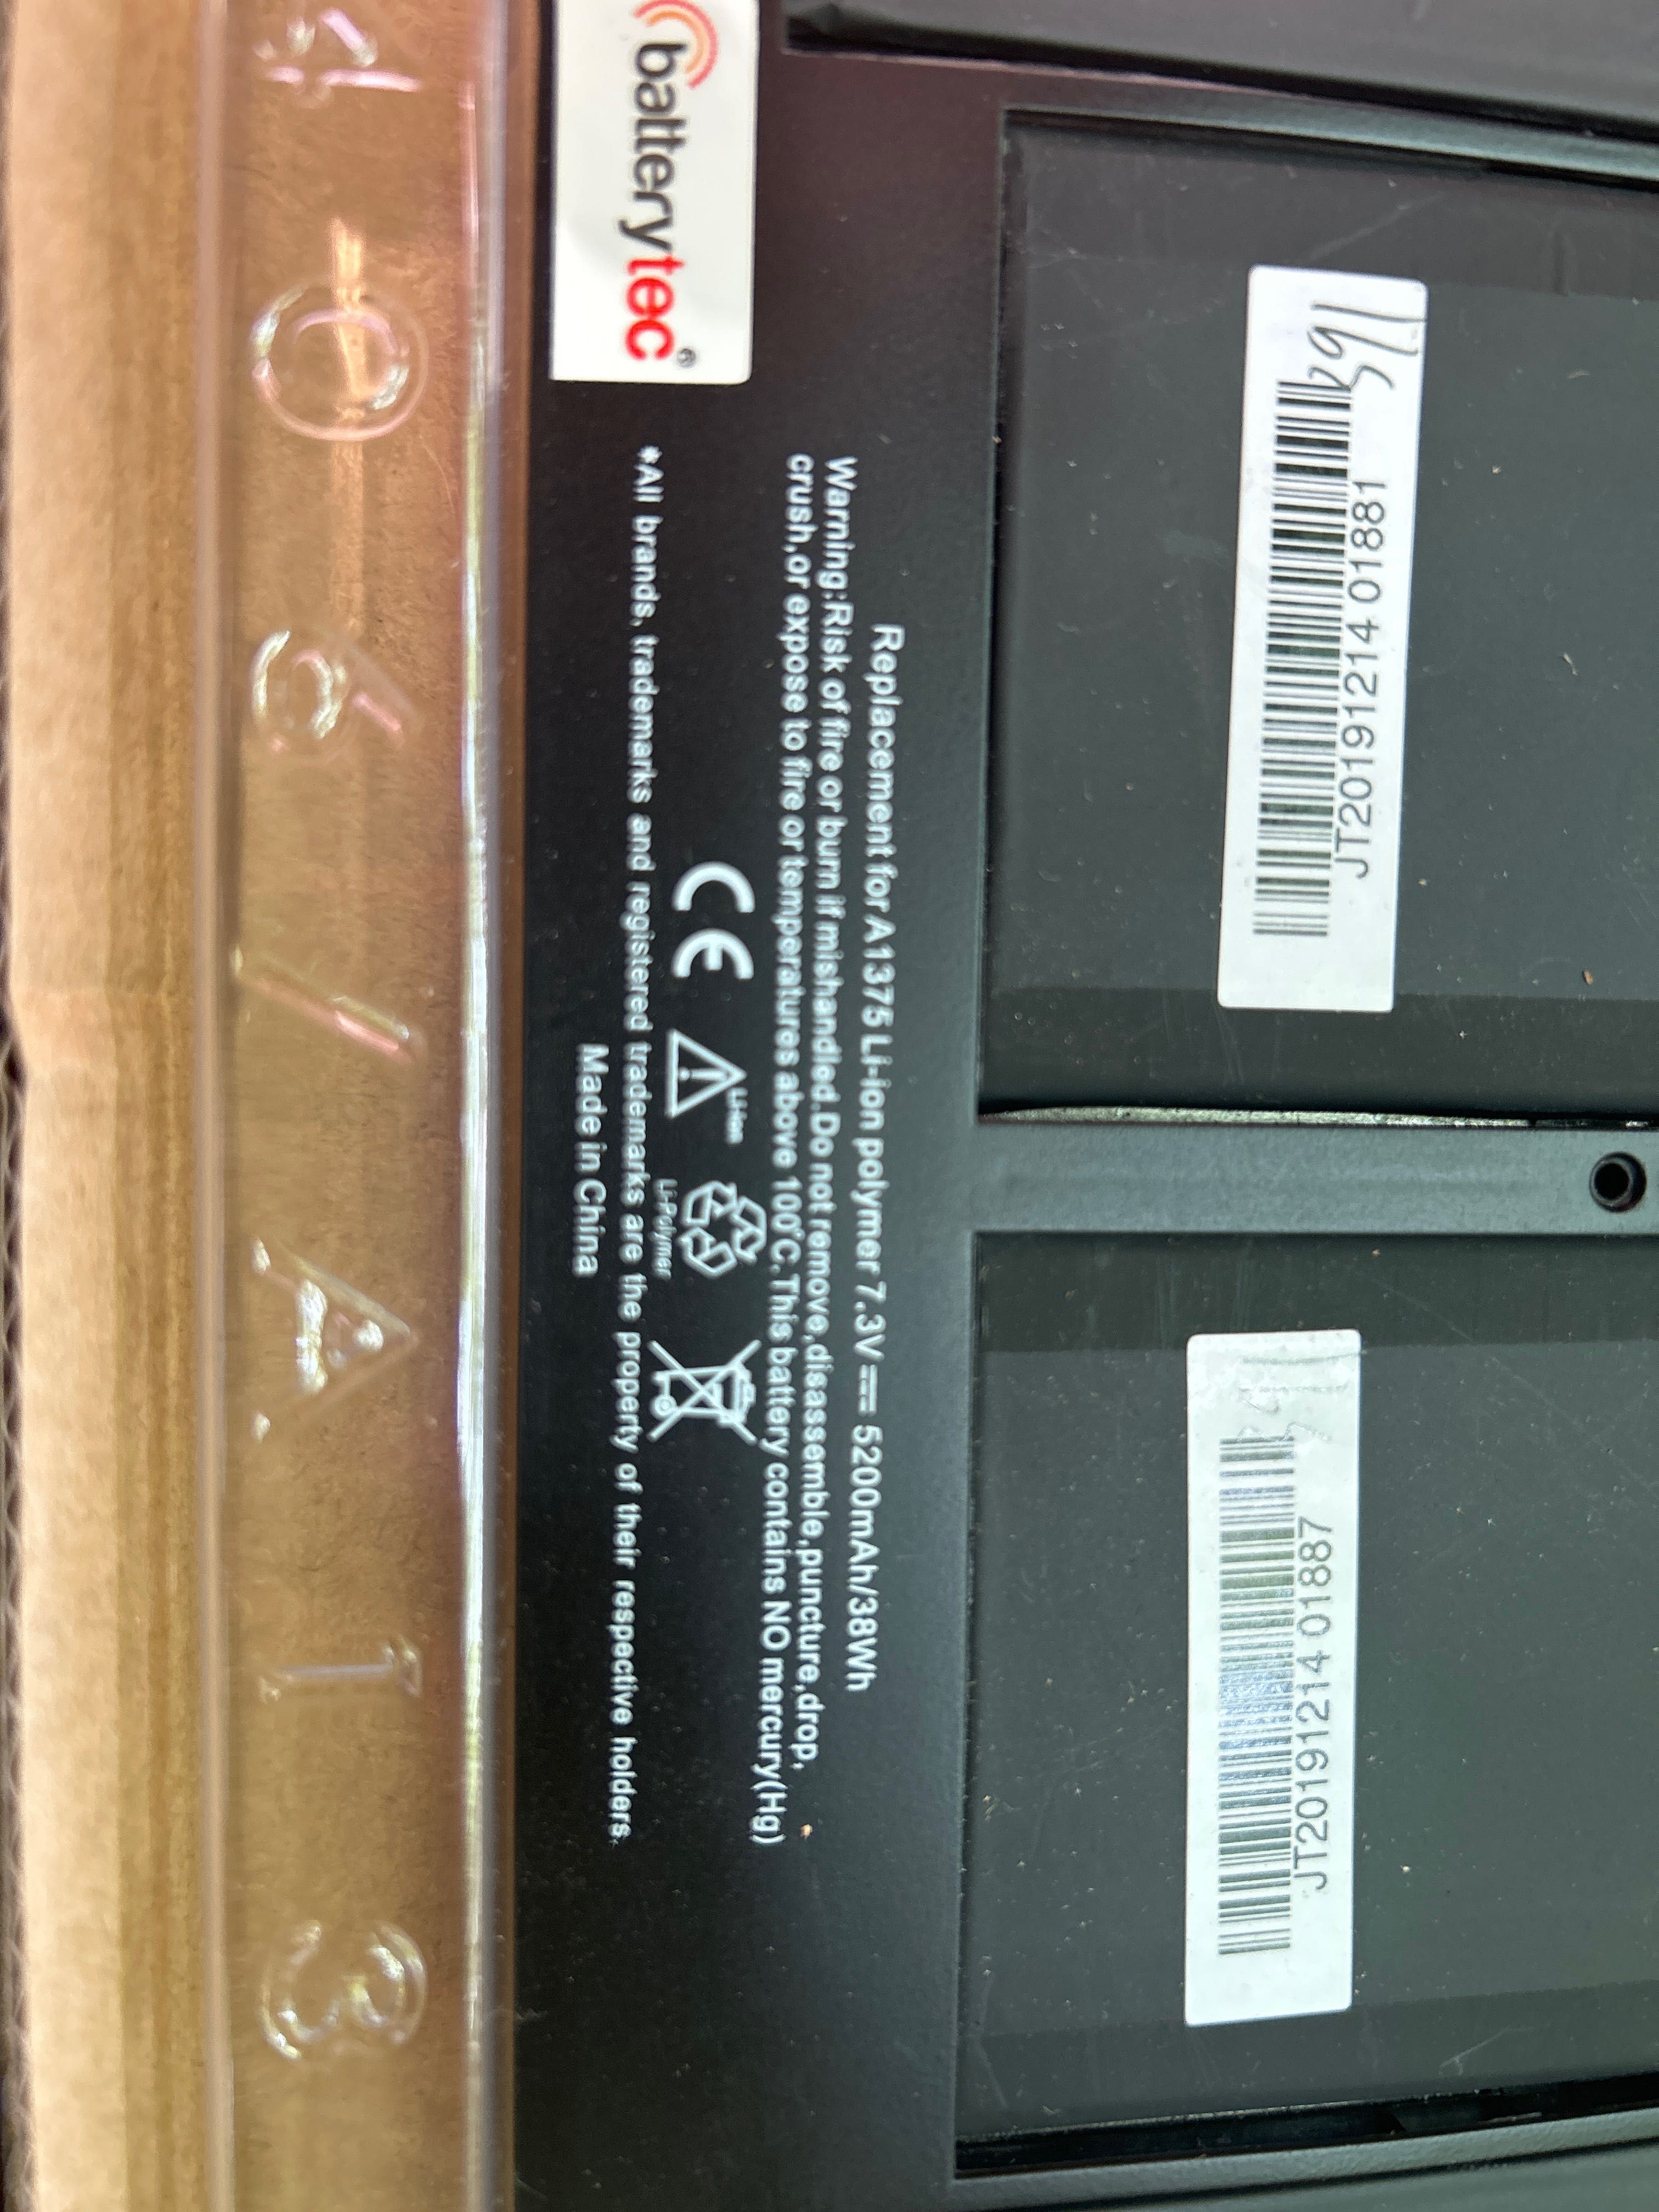 batterytec®
Replacement for A1375 Li-ion polymer 7.3V 5200mAh/38Wh
Warning:Risk of fire or burn if mishandled.Do not remove,disassemble,puncture,drop,
crush,or expose to fire or temperatures above 100℃.This battery contains NO mercury(Hg)
CE
Li-ion
Li-Polymer
*All brands, trademarks and registered trademarks are the property of their respective holders.
Made in China
391
JT20191214 01881
JT20191214 01887
A13